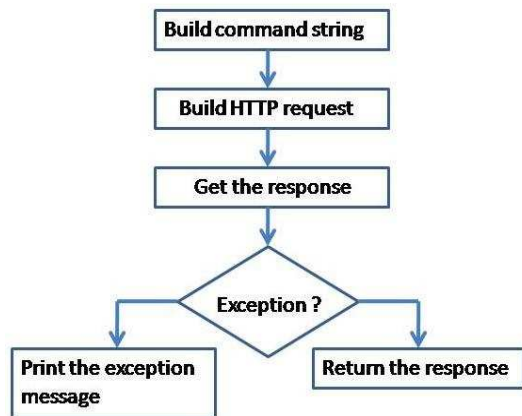 Build command string
Build HTTP request
Get the response
Exception ?
Print the exception
message
Return the response